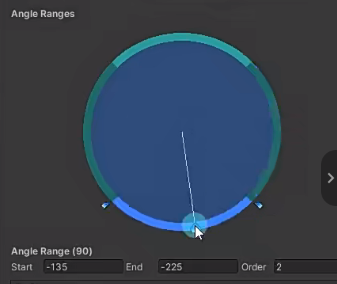 Angle Ranges
Angle Range (90)
Start -135 End -225 Order 2